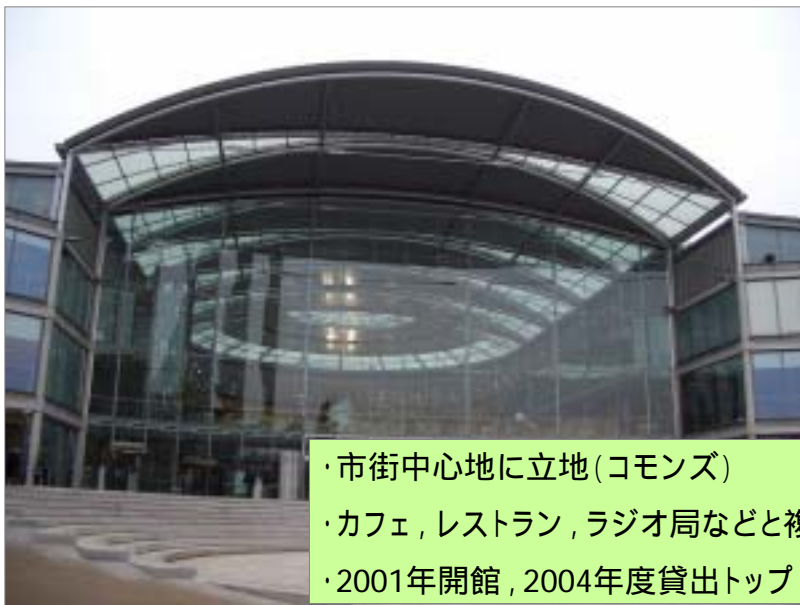 ・市街中心地に立地(コモンズ)
・カフェ,レストラン,ラジオ局などと複
・2001年開館,2004年度貸出トップ